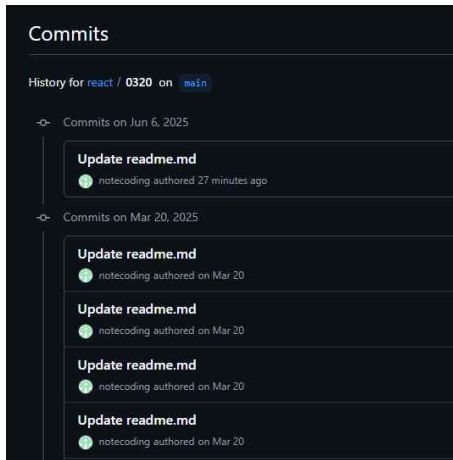 Commits
History for react / 0320 on main
Commits on Jun 6, 2025
Update readme.md
notecoding authored 27 minutes ago
Commits on Mar 20, 2025
Update readme.md
notecoding authored on Mar 20
Update readme.md
notecoding authored on Mar 20
Update readme.md
notecoding authored on Mar 20
Update readme.md
notecoding authored on Mar 20